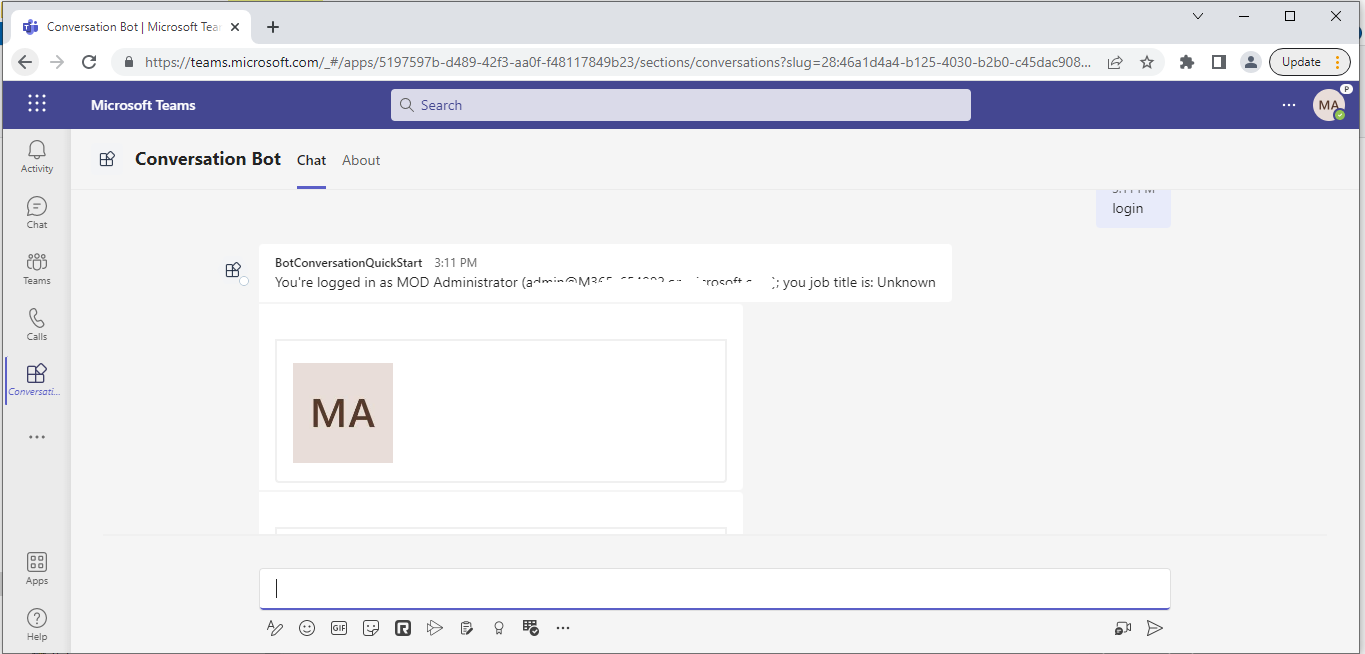 Conversation Bot | Microsoft Tea
https://teams.microsoft.com/_#/apps/5197597b-d489-42f3-aa0f-f48117849b23/sections/conversations?slug=28:46a1d4a4-b125-4030-b2b0-c45dac908...
Update
Microsoft Teams
Search
MA
P
Activity
Chat
Teams
Calls
Conversati...
Apps
Help
Conversation Bot Chat About
3:11 PM
login
BotConversationQuickStart 3:11 PM
You're logged in as MOD Administrator ( ); you job title is: Unknown
MA
GIF